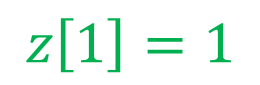 z[1] = 1